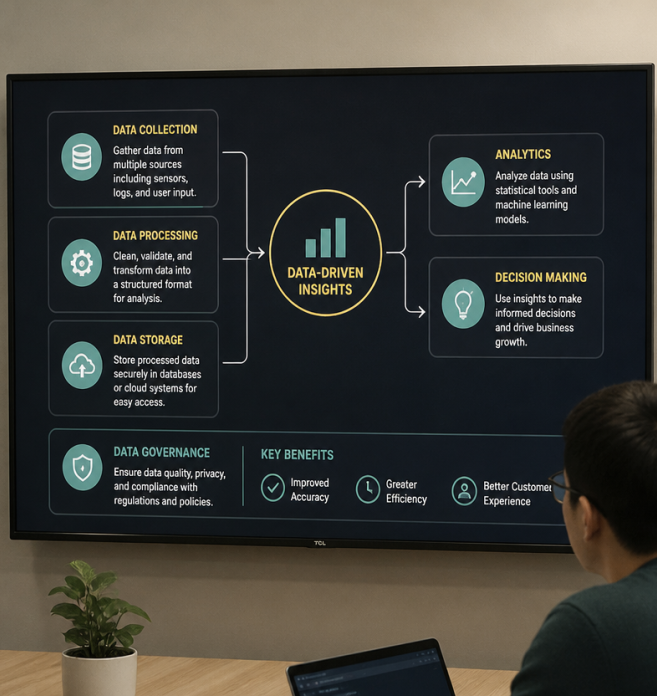 DATA COLLECTION
Gather data from
multiple sources
including sensors,
logs, and user input.
DATA PROCESSING
Clean, validate, and
transform data into
a structured format
for analysis.
DATA STORAGE
Store processed data
securely in databases
or cloud systems for
easy access.
DATA-DRIVEN
INSIGHTS
ANALYTICS
Analyze data using
statistical tools and
machine learning
models.
DECISION MAKING
Use insights to make
informed decisions
and drive business
growth.
DATA GOVERNANCE
Ensure data quality, privacy,
and compliance with
regulations and policies.
KEY BENEFITS
Improved
Accuracy
Greater
Efficiency
Better Customer
Experience
TCL